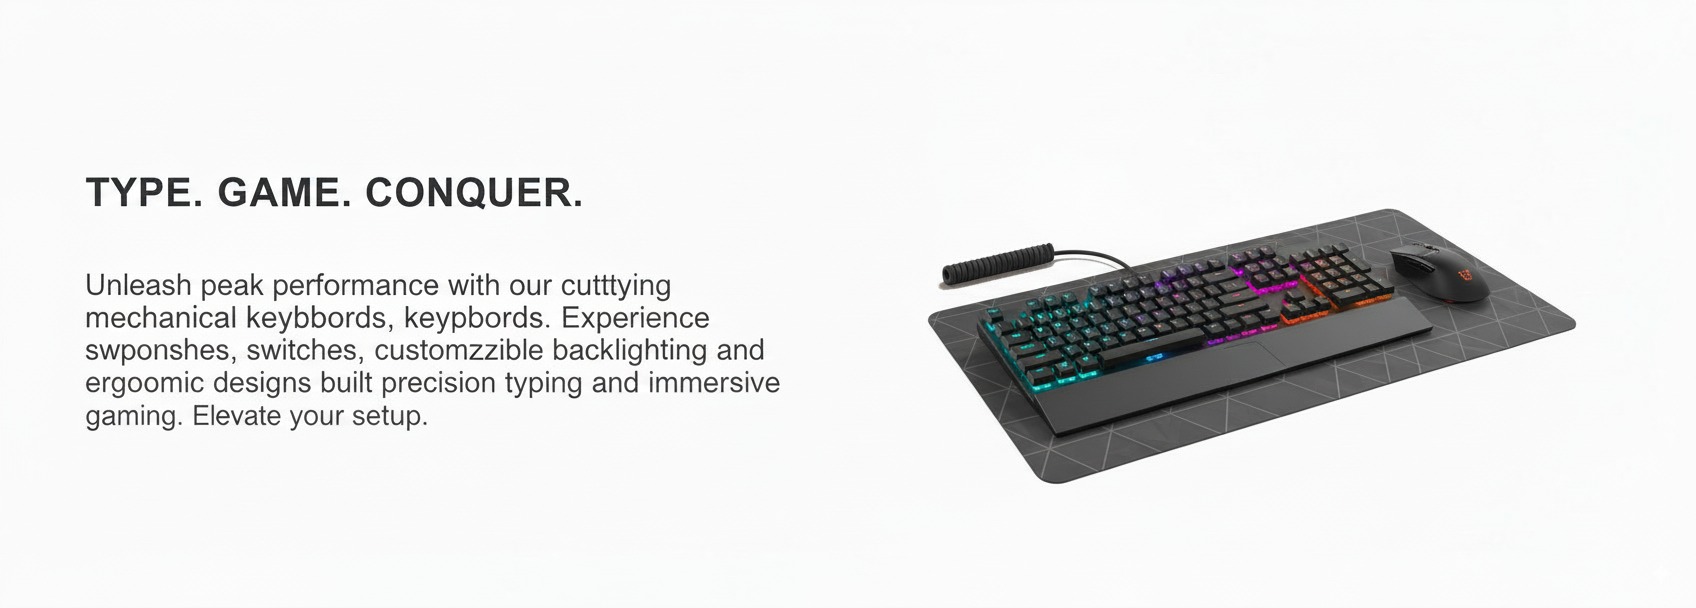 TYPE. GAME. CONQUER.
Unleash peak performance with our cutttying
mechanical keybbords, keypbords. Experience
swponshes, switches, customzzible backlighting and
ergoomic designs built precision typing and immersive
gaming. Elevate your setup.